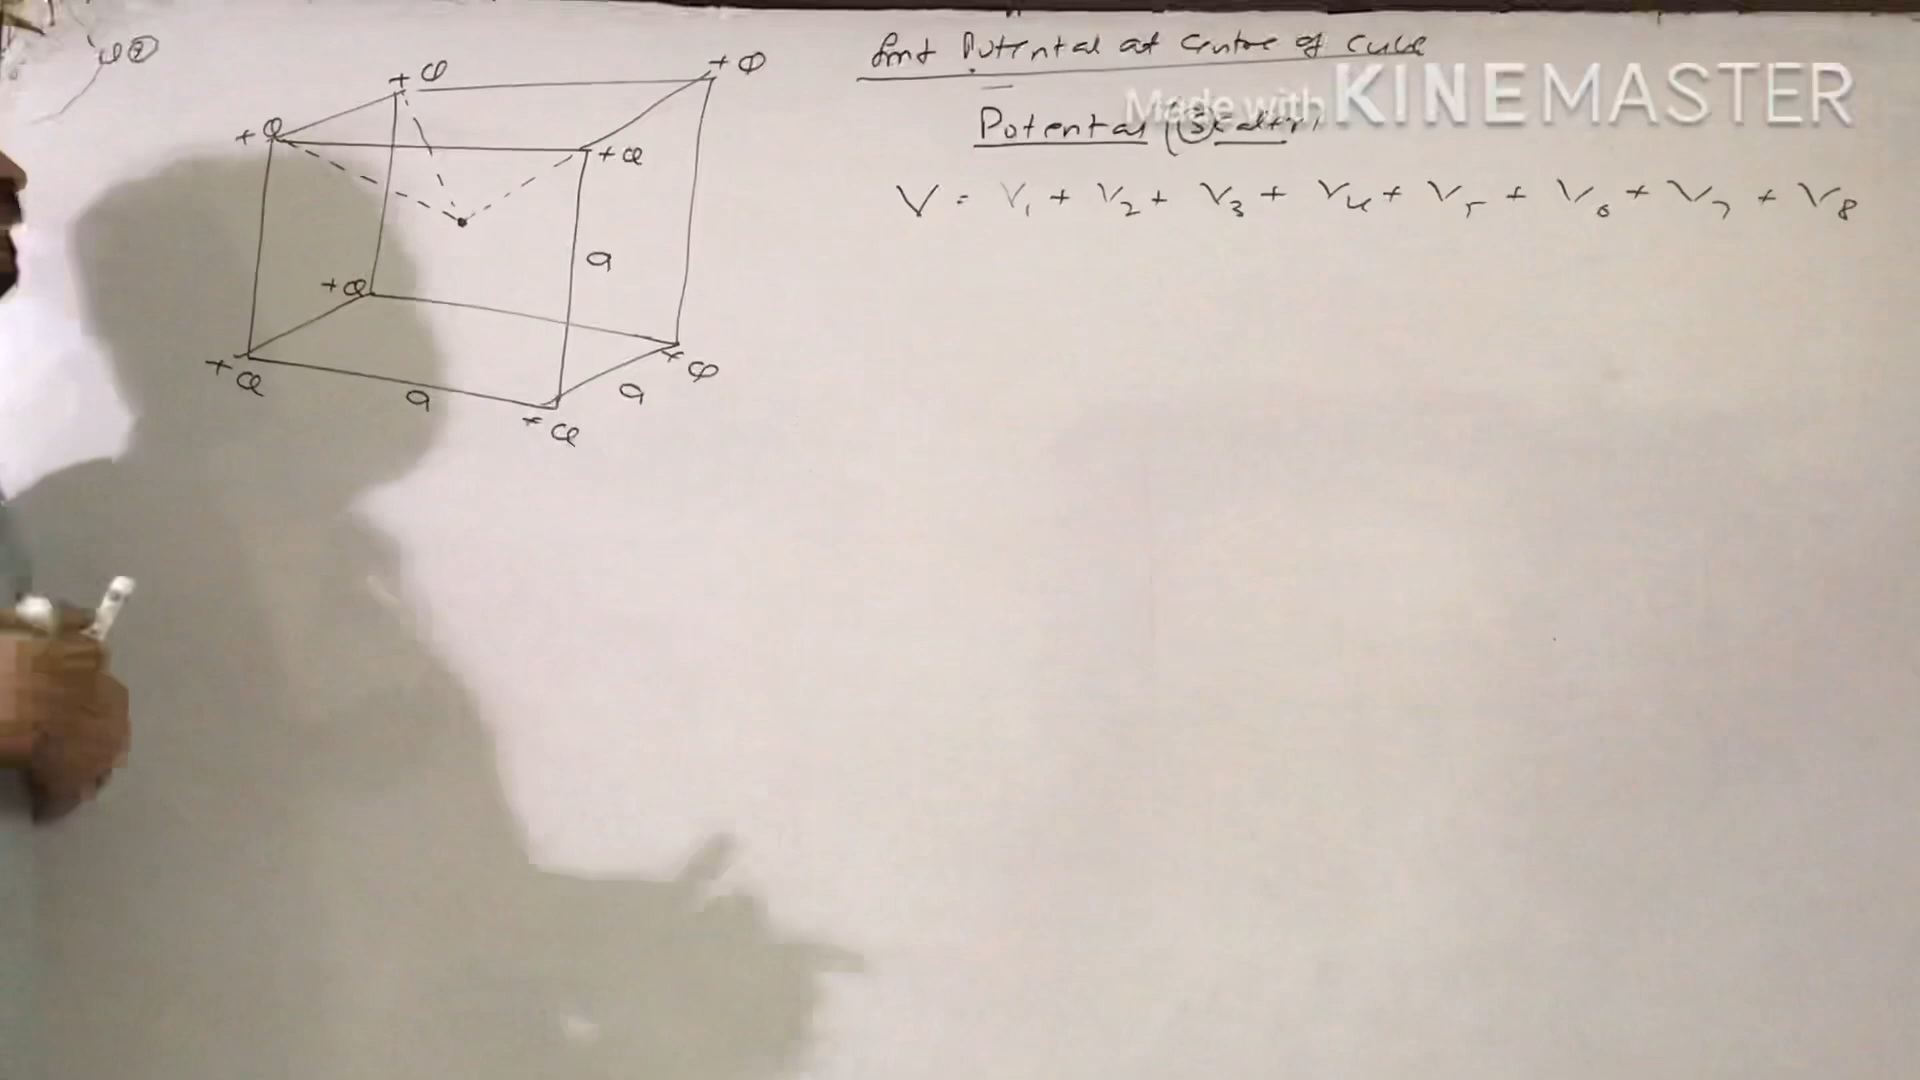 Find Potential at Centre of Cube
Made with KINEMASTER
Potential (Scalar)
V = V1 + V2 + V3 + V4 + V5 + V6 + V7 + V8
+Q
+Q
+Q
+Q
a
+Q
+Q
+Q
a
a
+Q